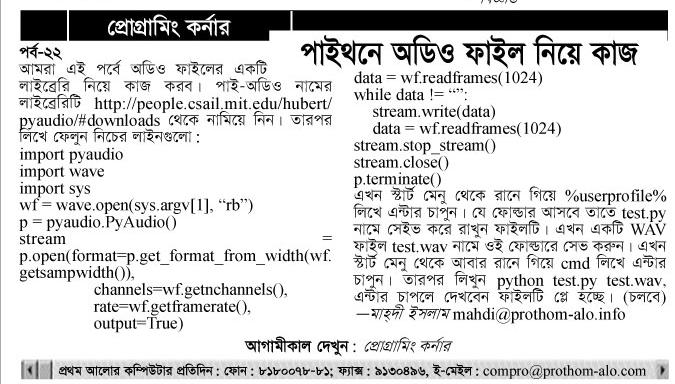 প্রোগ্রামিং কর্নার
পাইথনে অডিও ফাইল নিয়ে কাজ
পর্ব-২২
আমরা এই পর্বে অডিও ফাইলের একটি
লাইব্রেরি নিয়ে কাজ করব। পাই-অডিও নামের
লাইব্রেরিটি http://people.csail.mit.edu/hubert/
pyaudio/#downloads থেকে নামিয়ে নিন। তারপর
লিখে ফেলুন নিচের লাইনগুলো :
import pyaudio
import wave
import sys
wf = wave.open(sys.argv[1], “rb”)
p = pyaudio.PyAudio()
stream =
p.open(format=p.get_format_from_width(wf.
getsampwidth()),
channels=wf.getnchannels(),
rate=wf.getframerate(),
output=True)
data = wf.readframes(1024)
while data != “”:
stream.write(data)
data = wf.readframes(1024)
stream.stop_stream()
stream.close()
p.terminate()
এখন স্টার্ট মেনু থেকে রানে গিয়ে %userprofile%
লিখে এন্টার চাপুন। যে ফোল্ডার আসবে তাতে test.py
নামে সেইভ করে রাখুন ফাইলটি। এখন একটি WAV
ফাইল test.wav নামে ওই ফোল্ডারে সেভ করুন। এখন
স্টার্ট মেনু থেকে আবার রানে গিয়ে cmd লিখে এন্টার
চাপুন। তারপর লিখুন python test.py test.wav,
এন্টার চাপলে দেখবেন ফাইলটি প্লে হচ্ছে। (চলবে)
—মাহ্‌দী ইসলাম mahdi@prothom-alo.info
আগামীকাল দেখুন : প্রোগ্রামিং কর্নার
প্রথম আলোর কম্পিউটার প্রতিদিন : ফোন : ৮১৮০০৭৮-৮১; ফ্যাক্স : ৯১৩০৪৯৬, ই-মেইল : compro@prothom-alo.com